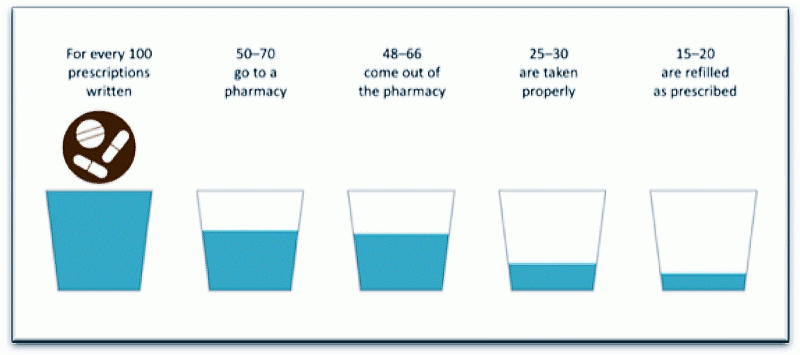 For every 100
prescriptions
written
50–70
go to a
pharmacy
48–66
come out of
the pharmacy
25–30
are taken
properly
15–20
are refilled
as prescribed